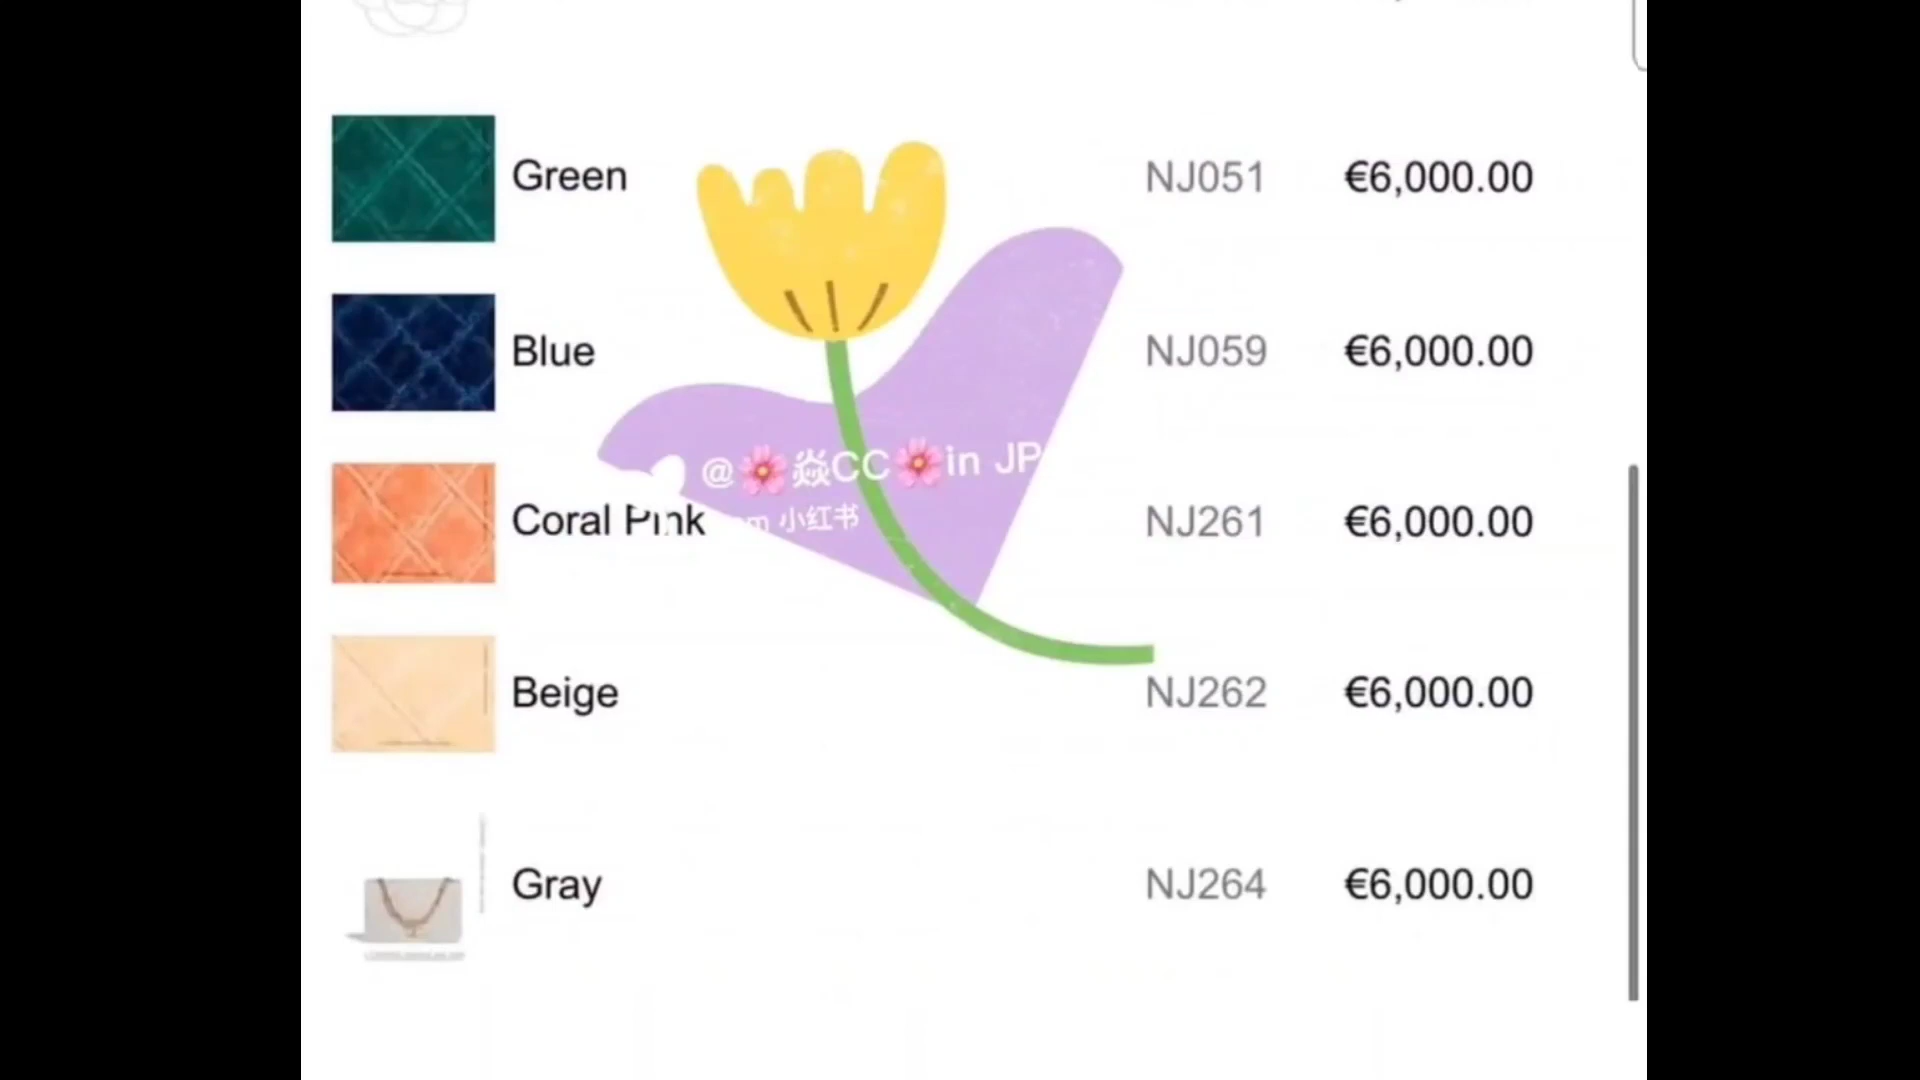 Green NJ051 €6,000.00
Blue NJ059 €6,000.00
@🌸焱CC🌸in JP
小红书
Coral Pink NJ261 €6,000.00
Beige NJ262 €6,000.00
Gray NJ264 €6,000.00